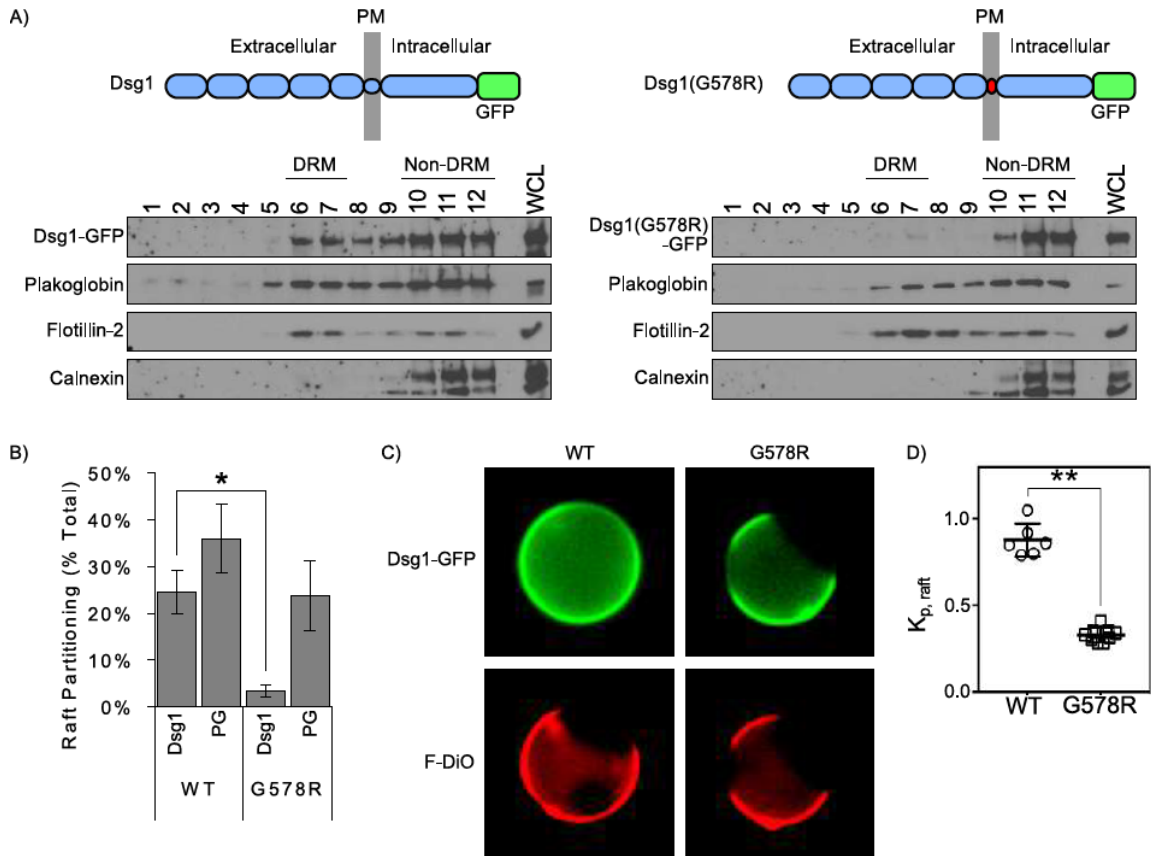 A)
PM
Extracellular Intracellular
Dsg1
GFP
DRM Non-DRM
1 2 3 4 5 6 7 8 9 10 11 12 WCL
Dsg1-GFP
Plakoglobin
Flotillin-2
Calnexin
PM
Extracellular Intracellular
Dsg1(G578R)
GFP
DRM Non-DRM
1 2 3 4 5 6 7 8 9 10 11 12 WCL
Dsg1(G578R)
-GFP
Plakoglobin
Flotillin-2
Calnexin
B)
Raft Partitioning (% Total)
50%
40%
30%
20%
10%
0%
*
Dsg1 PG Dsg1 PG
WT G578R
C)
WT G578R
Dsg1-GFP
F-DiO
D)
**
Kp, raft
1.0
0.5
0.0
WT G578R